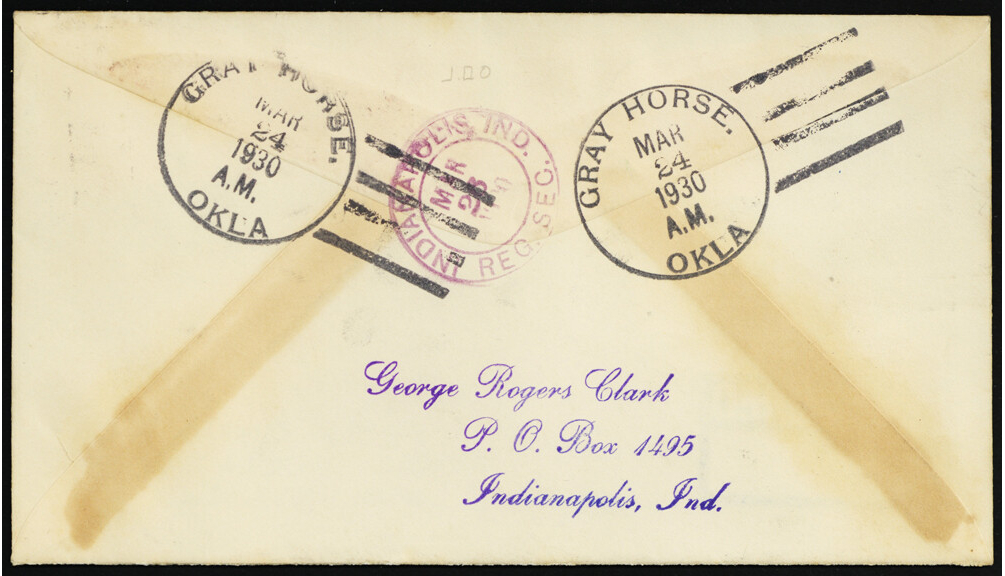 GRAY HORSE.
MAR
24
1930
A.M.
OKLA
INDIANAPOLIS IND.
MAR
REG. SEC.
GRAY HORSE.
MAR
24
1930
A.M.
OKLA
George Rogers Clark
P. O. Box 1495
Indianapolis, Ind.